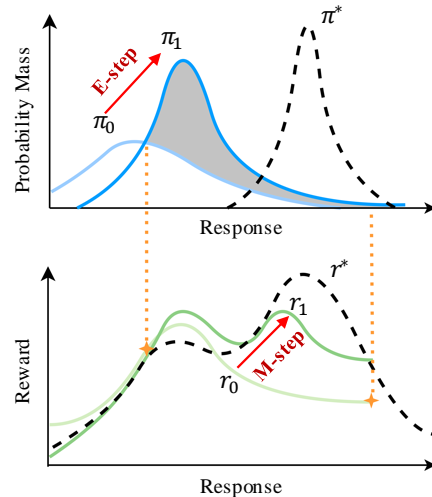 π₁
π*
E-step
π₀
Probability Mass
Response
r*
r₁
r₀
M-step
Reward
Response